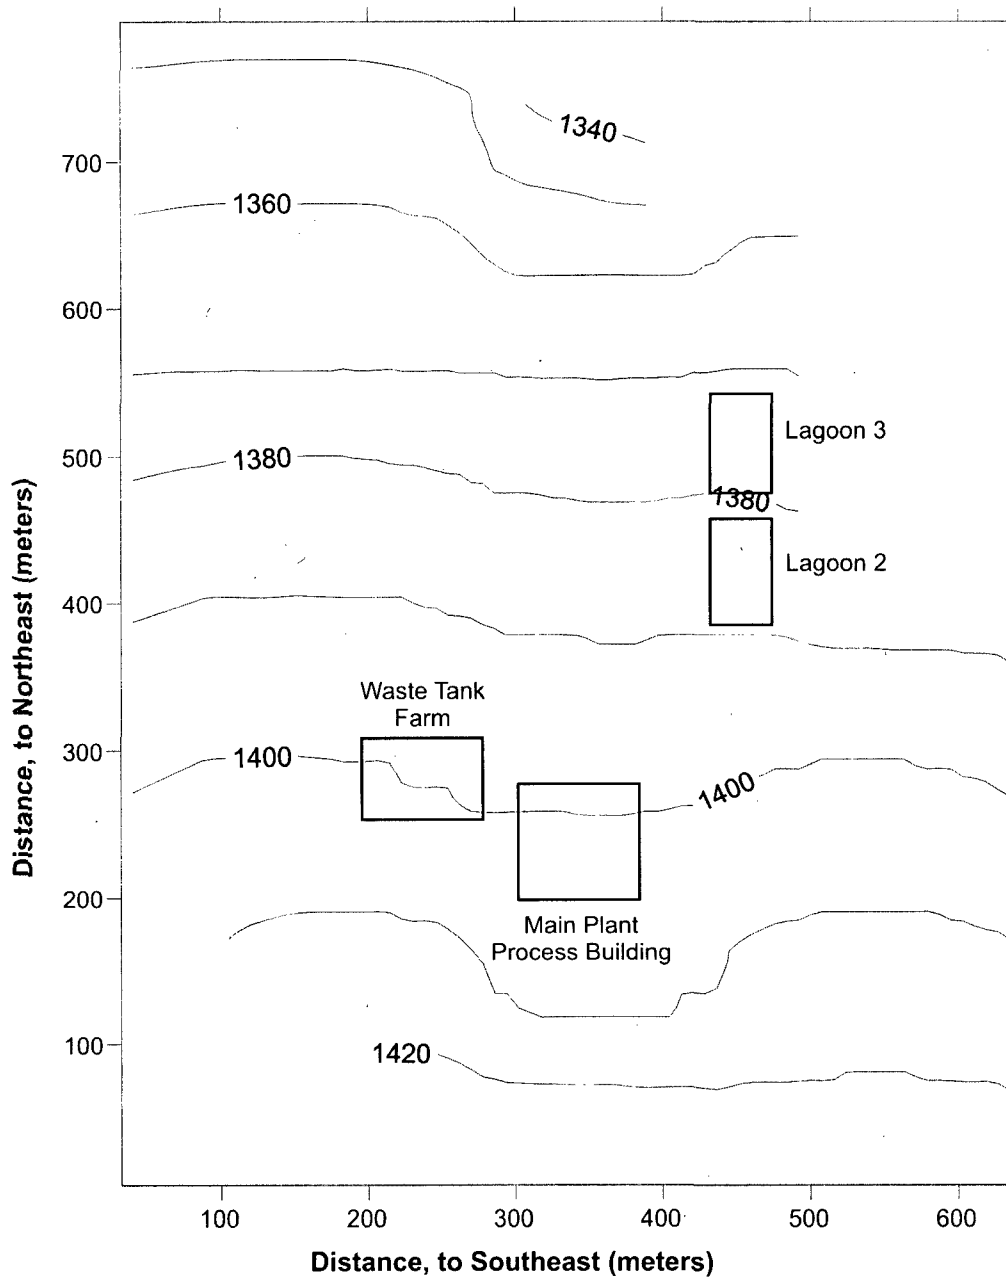 1340
700
1360
600
Lagoon 3
500
1380
1380
Lagoon 2
400
Waste Tank
Farm
300
1400
1400
200
Main Plant
Process Building
100
1420
100 200 300 400 500 600
Distance, to Southeast (meters)
Distance, to Northeast (meters)